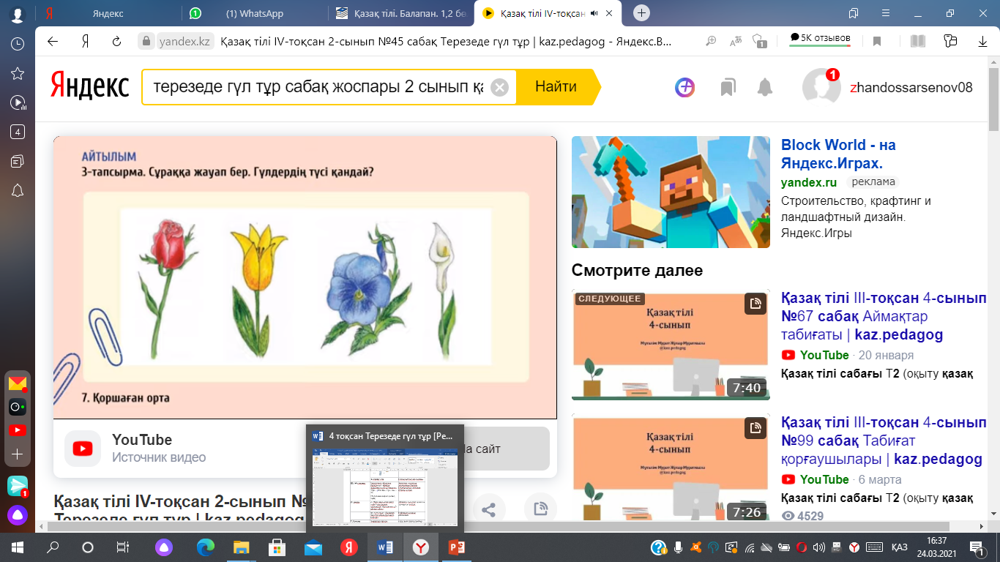 Яндекс
(1) WhatsApp
Қазақ тілі. Балапан. 1,2 бе
Қазақ тілі IV-тоқсан
yandex.kz
Қазақ тілі IV-тоқсан 2-сынып №45 сабақ Терезеде гүл тұр | kaz.pedagog - Яндекс.В...
1
5K отзывов
Яндекс
терезеде гүл тұр сабақ жоспары 2 сынып қа
Найти
1
zhandossarsenov08
4
АЙТЫЛЫМ
3-тапсырма. Сұраққа жауап бер. Гүлдердің түсі қандай?
7. Қоршаған орта
Block World - на
Яндекс.Играх.
yandex.ru реклама
Строительство, крафтинг и
ландшафтный дизайн.
Яндекс.Игры
Смотрите далее
СЛЕДУЮЩЕЕ
Қазақ тілі
4-сынып
7:40
Қазақ тілі III-тоқсан 4-сынып
№67 сабақ Аймақтар
табиғаты | kaz.pedagog
YouTube · 20 января
Қазақ тілі сабағы Т2 (оқыту қазақ
Қазақ тілі
4-сынып
7:26
Қазақ тілі III-тоқсан 4-сынып
№99 сабақ Табиғат
қорғаушылары | kaz.pedagog
YouTube · 6 марта
Қазақ тілі сабағы Т2 (оқыту қазақ
4529
YouTube
Источник видео
На сайт
4 тоқсан Терезеде гүл тұр [Ре...
Қазақ тілі IV-тоқсан 2-сынып №
Терезеде гүл тұр | kaz.pedagog
1
ҚАЗ
16:37
24.03.2021
1